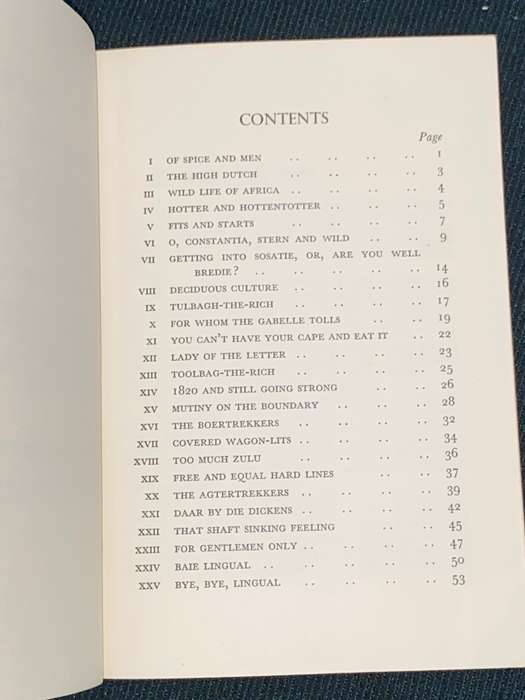 CONTENTS
Page
I OF SPICE AND MEN .. .. .. .. 1
II THE HIGH DUTCH .. .. .. 3
III WILD LIFE OF AFRICA .. .. .. .. 4
IV HOTTER AND HOTTENTOTTER .. .. .. 5
V FITS AND STARTS .. .. .. 7
VI O, CONSTANTIA, STERN AND WILD .. .. 9
VII GETTING INTO SOSATIE, OR, ARE YOU WELL
BREDIE? .. .. .. .. .. 14
VIII DECIDUOUS CULTURE .. .. .. .. 16
IX TULBAGH-THE-RICH .. .. .. .. 17
X FOR WHOM THE GABELLE TOLLS .. .. 19
XI YOU CAN'T HAVE YOUR CAPE AND EAT IT .. 22
XII LADY OF THE LETTER .. .. .. .. 23
XIII TOOLBAG-THE-RICH .. .. .. .. 25
XIV 1820 AND STILL GOING STRONG .. .. 26
XV MUTINY ON THE BOUNDARY .. .. .. 28
XVI THE BOERTREKKERS .. .. .. .. 32
XVII COVERED WAGON-LITS .. .. .. .. 34
XVIII TOO MUCH ZULU .. .. .. 36
XIX FREE AND EQUAL HARD LINES .. .. 37
XX THE AGTERTREKKERS .. .. .. .. 39
XXI DAAR BY DIE DICKENS .. .. .. .. 42
XXII THAT SHAFT SINKING FEELING .. .. 45
XXIII FOR GENTLEMEN ONLY .. .. .. .. 47
XXIV BAIE LINGUAL .. .. .. .. .. 50
XXV BYE, BYE, LINGUAL .. .. .. .. 53